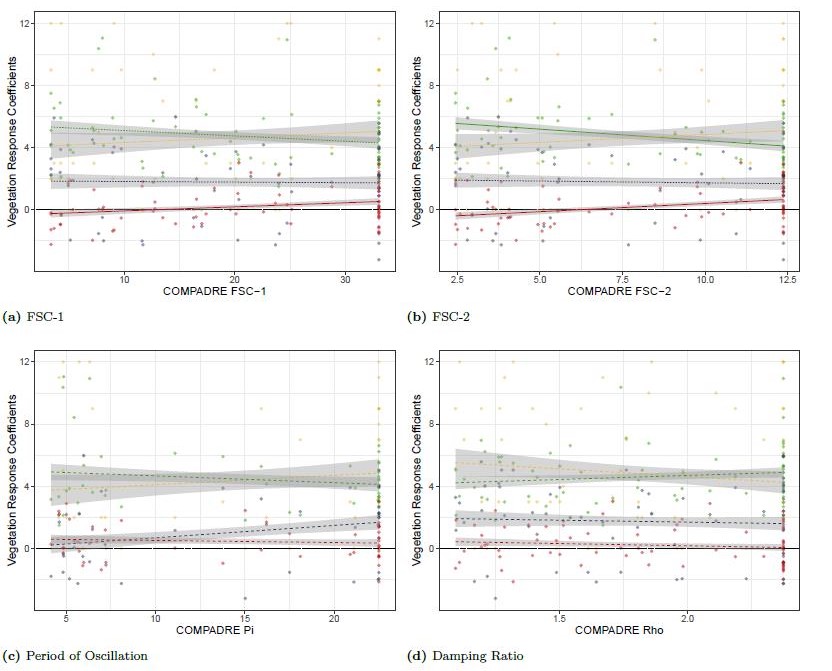 Vegetation Response Coefficients
12
8
4
0
10
20
30
COMPADRE FSC−1
(a) FSC-1
Vegetation Response Coefficients
12
8
4
0
2.5
5.0
7.5
10.0
12.5
COMPADRE FSC−2
(b) FSC-2
Vegetation Response Coefficients
12
8
4
0
5
10
15
20
COMPADRE Pi
(c) Period of Oscillation
Vegetation Response Coefficients
12
8
4
0
1.5
2.0
COMPADRE Rho
(d) Damping Ratio